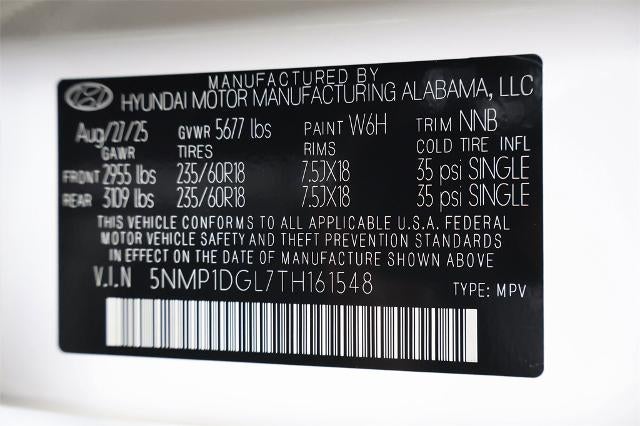 MANUFACTURED BY
HYUNDAI MOTOR MANUFACTURING ALABAMA, LLC
Aug/27/25 GVWR 5677 lbs PAINT W6H TRIM NNB
GAWR TIRES RIMS COLD TIRE INFL
FRONT 2955 lbs 235/60R18 7.5JX18 35 psi SINGLE
REAR 3109 lbs 235/60R18 7.5JX18 35 psi SINGLE
THIS VEHICLE CONFORMS TO ALL APPLICABLE U.S.A. FEDERAL
MOTOR VEHICLE SAFETY AND THEFT PREVENTION STANDARDS
IN EFFECT ON THE DATE OF MANUFACTURE SHOWN ABOVE
V.I.N 5NMP1DGL7TH161548 TYPE: MPV